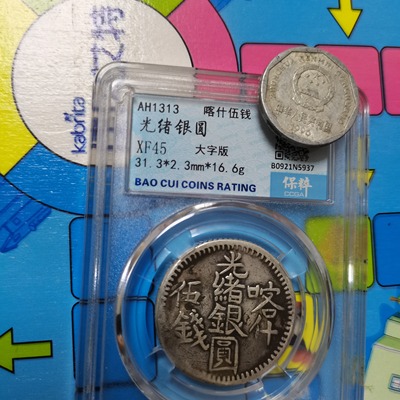 kabrita
AH1313 喀什伍钱
光绪银圆
XF45 大字版
31.3*2.3mm*16.6g
BAO CUI COINS RATING
B0921N5937
保粹
光緒銀圓
喀什
伍錢